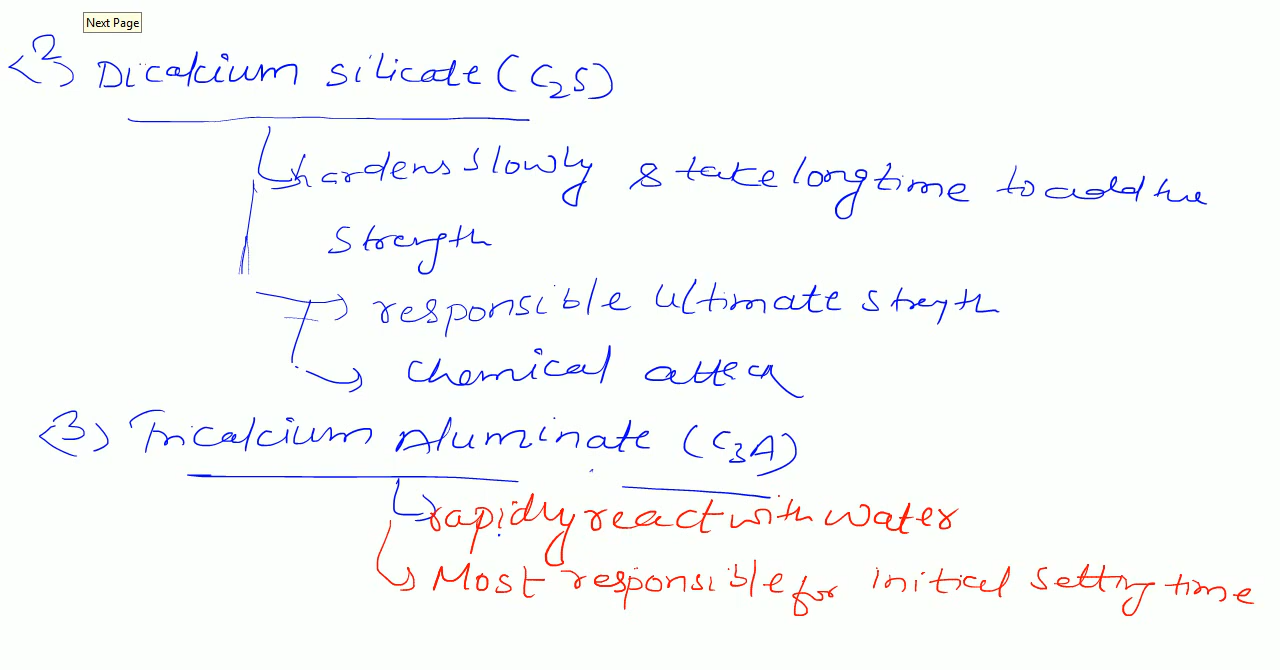 Next Page
<2> Dicalcium silicate (C2S)
hardens slowly & take long time to add the
strength
responsible ultimate strength
chemical attack
<3> Tricalcium Aluminate (C3A)
rapidly react with water
Most responsible for initial setting time